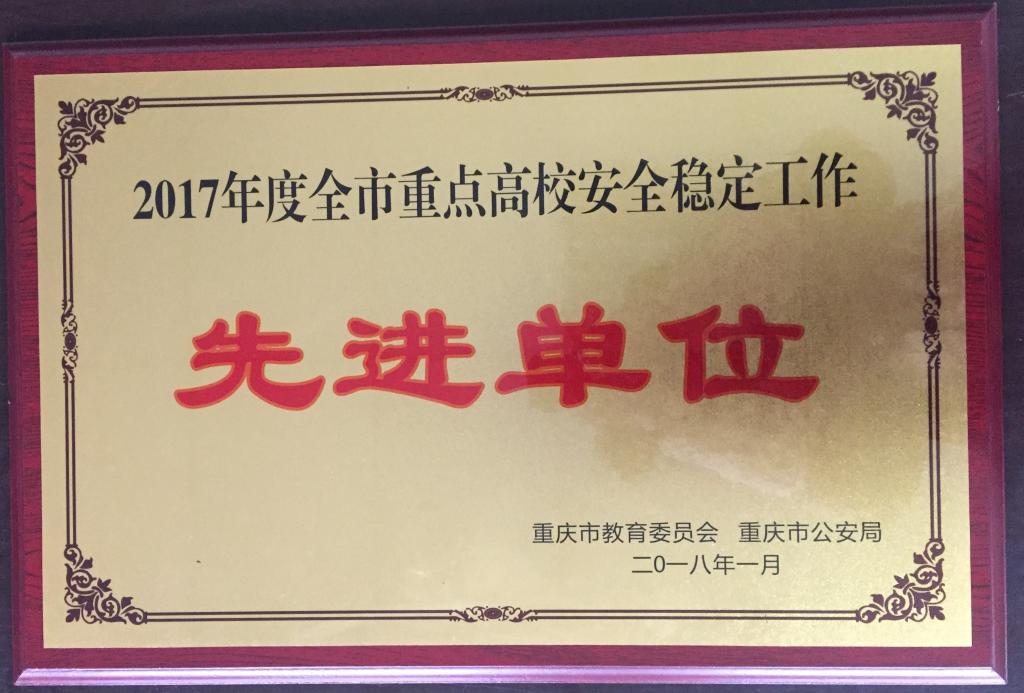 2017年度全市重点高校安全稳定工作
先进单位
重庆市教育委员会 重庆市公安局
二0一八年一月